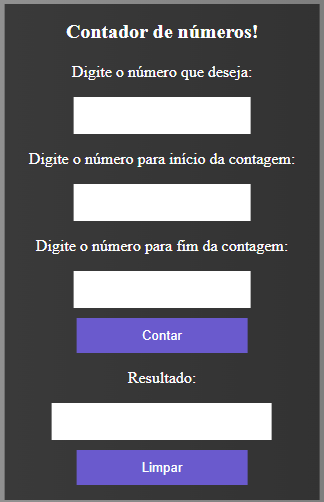 Contador de números!
Digite o número que deseja:
Digite o número para início da contagem:
Digite o número para fim da contagem:
Contar
Resultado:
Limpar